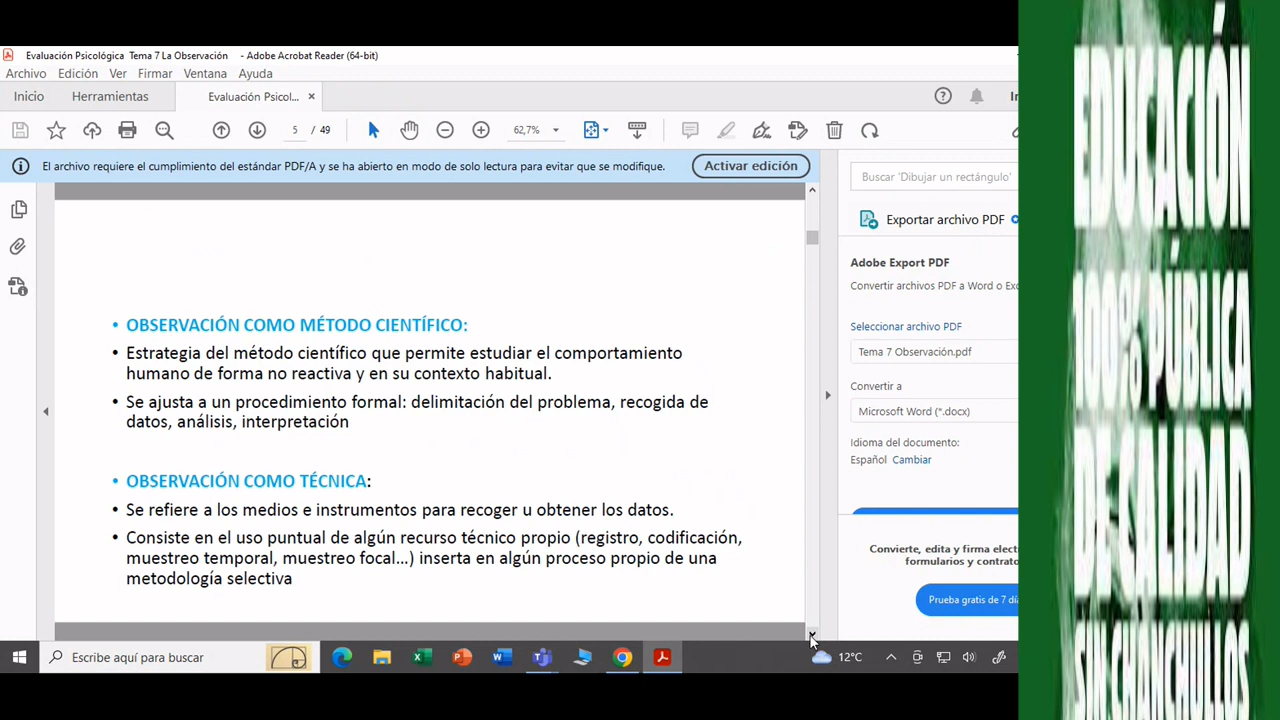 Evaluación Psicológica Tema 7 La Observación - Adobe Acrobat Reader (64-bit)
Archivo Edición Ver Firmar Ventana Ayuda
Inicio Herramientas Evaluación Psicol... ×
5 / 49 62,7%
El archivo requiere el cumplimiento del estándar PDF/A y se ha abierto en modo de solo lectura para evitar que se modifique. Activar edición
• OBSERVACIÓN COMO MÉTODO CIENTÍFICO:
• Estrategia del método científico que permite estudiar el comportamiento
humano de forma no reactiva y en su contexto habitual.
• Se ajusta a un procedimiento formal: delimitación del problema, recogida de
datos, análisis, interpretación
• OBSERVACIÓN COMO TÉCNICA:
• Se refiere a los medios e instrumentos para recoger u obtener los datos.
• Consiste en el uso puntual de algún recurso técnico propio (registro, codificación,
muestreo temporal, muestreo focal...) inserta en algún proceso propio de una
metodología selectiva
Buscar 'Dibujar un rectángulo'
Exportar archivo PDF
Adobe Export PDF
Convertir archivos PDF a Word o
Seleccionar archivo PDF
Tema 7 Observación.pdf
Convertir a
Microsoft Word (*.docx)
Idioma del documento:
Español Cambiar
Convierte, edita y firma
formularios y
Prueba gratis de 7
Escribe aquí para buscar
12°C
EDUCACIÓN
100% PÚBLICA
DE CALIDAD
SIN CHANCHULLOS